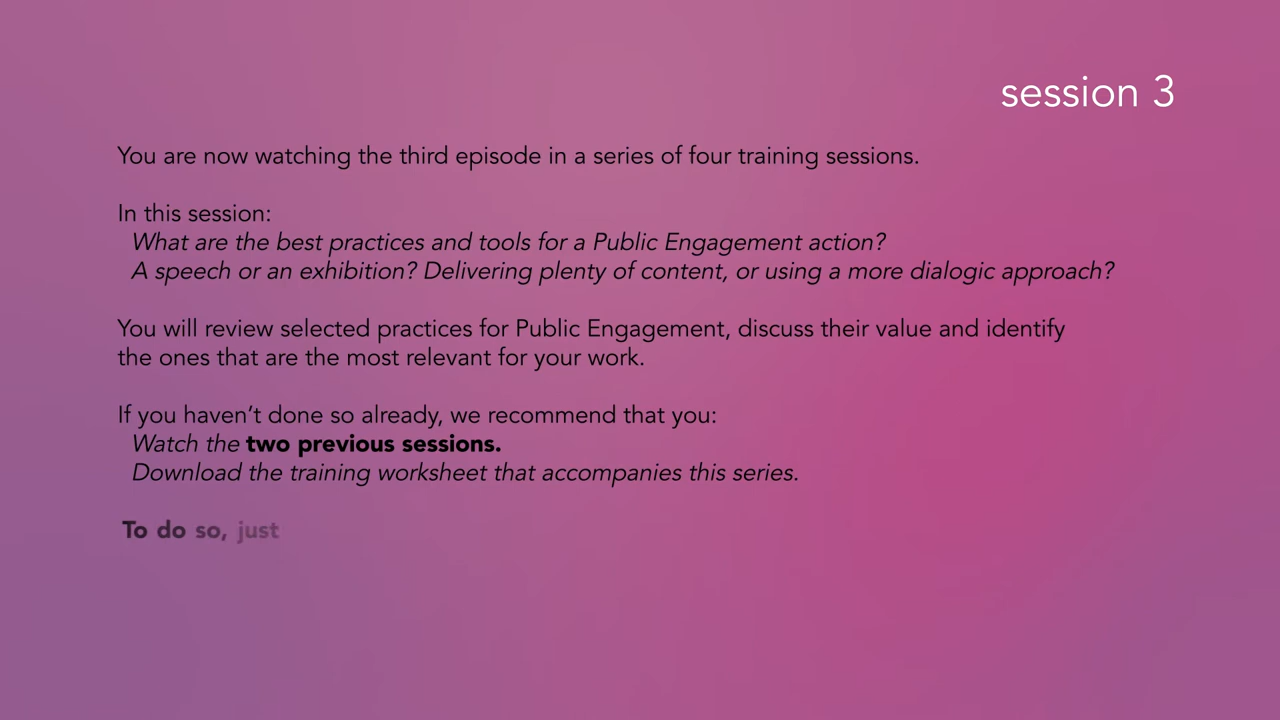 session 3
You are now watching the third episode in a series of four training sessions.
In this session:
What are the best practices and tools for a Public Engagement action?
A speech or an exhibition? Delivering plenty of content, or using a more dialogic approach?
You will review selected practices for Public Engagement, discuss their value and identify
the ones that are the most relevant for your work.
If you haven’t done so already, we recommend that you:
Watch the two previous sessions.
Download the training worksheet that accompanies this series.
To do so, just